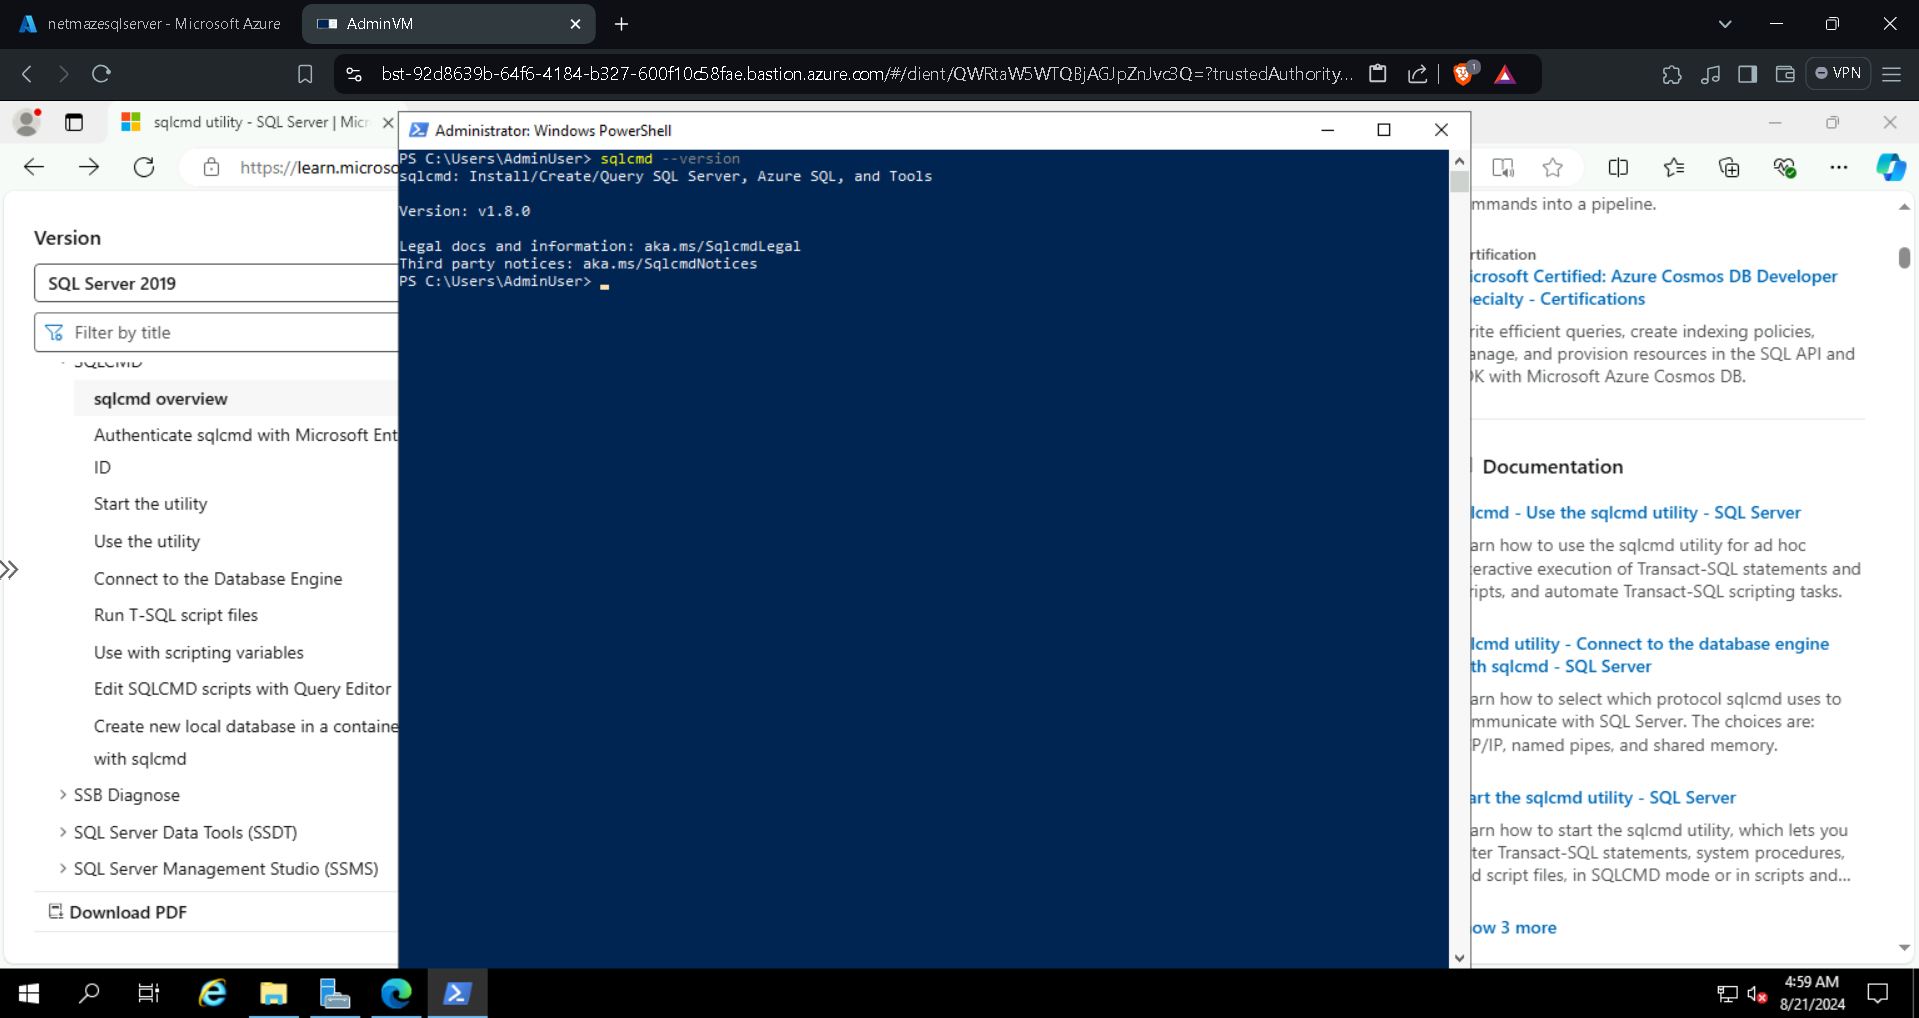 netmazesqlserver - Microsoft Azure
AdminVM
bst-92d8639b-64f6-4184-b327-600f10c58fae.bastion.azure.com/#/client/QWRtaW5WTQBjAGJpZnJvc3Q=?trustedAuthority...
1
VPN
sqlcmd utility - SQL Server | Micr
https://learn.microsc
Version
SQL Server 2019
Filter by title
SQLCMD
sqlcmd overview
Authenticate sqlcmd with Microsoft Ent
ID
Start the utility
Use the utility
Connect to the Database Engine
Run T-SQL script files
Use with scripting variables
Edit SQLCMD scripts with Query Editor
Create new local database in a containe
with sqlcmd
SSB Diagnose
SQL Server Data Tools (SSDT)
SQL Server Management Studio (SSMS)
Download PDF
Administrator: Windows PowerShell
PS C:\Users\AdminUser> sqlcmd --version
sqlcmd: Install/Create/Query SQL Server, Azure SQL, and Tools
Version: v1.8.0
Legal docs and information: aka.ms/SqlcmdLegal
Third party notices: aka.ms/SqlcmdNotices
PS C:\Users\AdminUser>
mmands into a pipeline.
rtification
icrosoft Certified: Azure Cosmos DB Developer
ecialty - Certifications
rite efficient queries, create indexing policies,
anage, and provision resources in the SQL API and
K with Microsoft Azure Cosmos DB.
Documentation
lcmd - Use the sqlcmd utility - SQL Server
arn how to use the sqlcmd utility for ad hoc
teractive execution of Transact-SQL statements and
ripts, and automate Transact-SQL scripting tasks.
lcmd utility - Connect to the database engine
th sqlcmd - SQL Server
arn how to select which protocol sqlcmd uses to
mmunicate with SQL Server. The choices are:
P/IP, named pipes, and shared memory.
art the sqlcmd utility - SQL Server
arn how to start the sqlcmd utility, which lets you
ter Transact-SQL statements, system procedures,
d script files, in SQLCMD mode or in scripts and...
ow 3 more
4:59 AM
8/21/2024